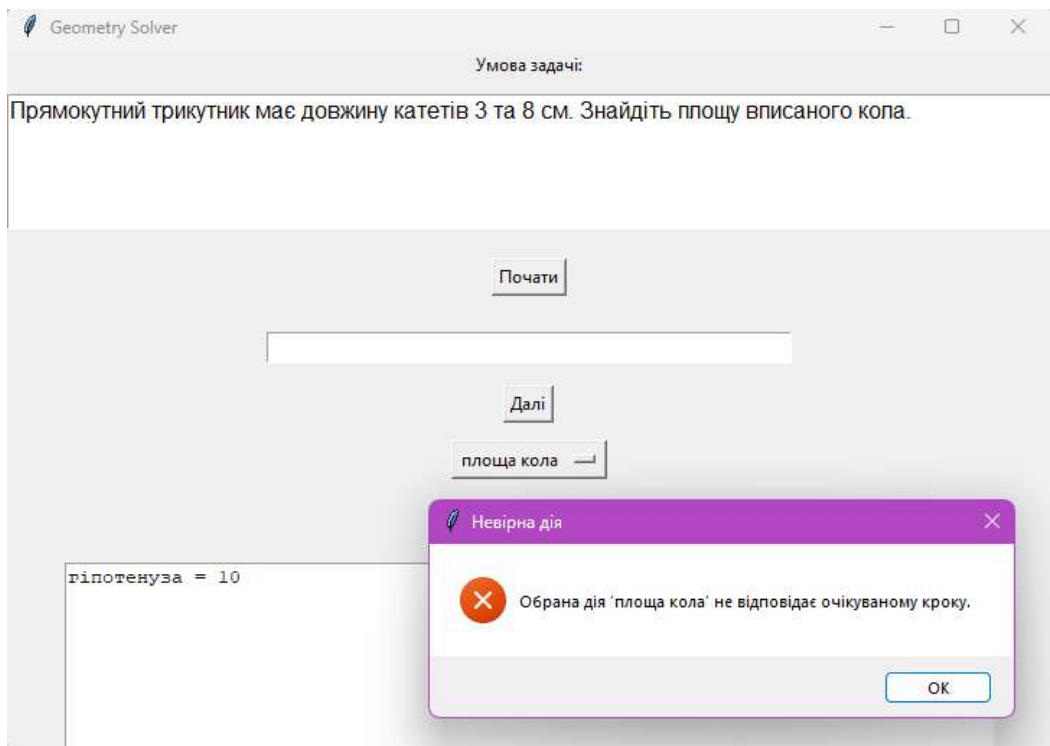 Geometry Solver
Умова задачі:
Прямокутний трикутник має довжину катетів 3 та 8 см. Знайдіть площу вписаного кола.
Почати
Далі
площа кола
Невірна дія
гіпотенуза = 10
Обрана дія 'площа кола' не відповідає очікуваному кроку.
OK